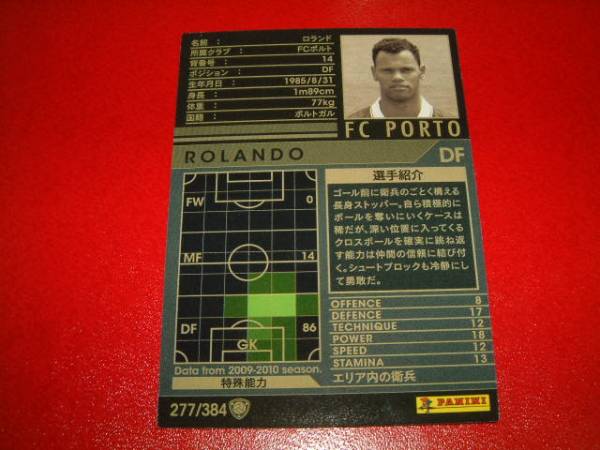 名前： ロランド
所属クラブ： FCポルト
背番号： 14
ポジション： DF
生年月日： 1985/8/31
身長： 1m89cm
体重： 77kg
国籍： ポルトガル
FC PORTO
ROLANDO DF
FW 0
MF 14
DF 86
GK
Data from 2009-2010 season.
特殊能力
277/384
選手紹介
ゴール前に衛兵のごとく構える
長身ストッパー。自ら積極的に
ボールを奪いにいくケースは
稀だが、深い位置に入ってくる
クロスボールを確実に跳ね返
す能力は仲間の信頼に結び付
く。シュートブロックも冷静にし
て勇敢だ。
OFFENCE 8
DEFENCE 17
TECHNIQUE 12
POWER 18
SPEED 12
STAMINA 13
エリア内の衛兵
PANINI